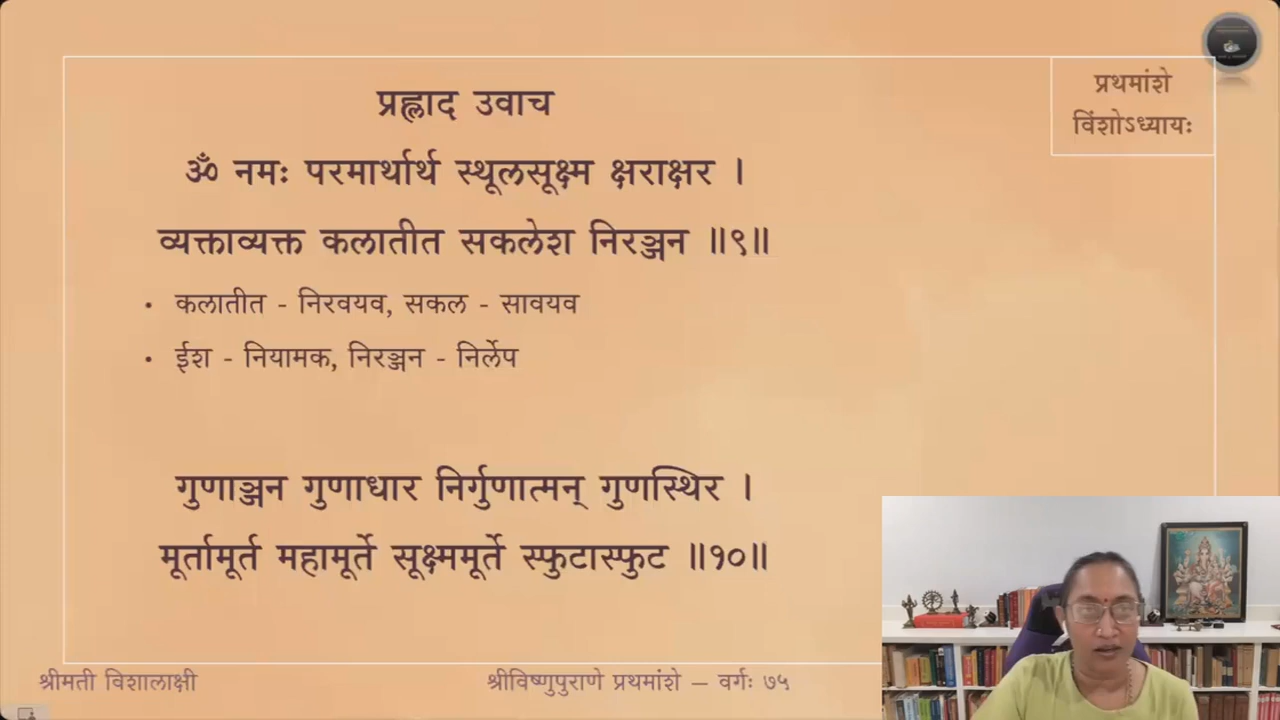 प्रथमांशे
विंशोऽध्यायः
प्रह्लाद उवाच
ॐ नमः परमार्थार्थ स्थूलसूक्ष्म क्षराक्षर ।
व्यक्ताव्यक्त कलातीत सकलेश निरञ्जन ॥९॥
• कलातीत - निरवयव, सकल - सावयव
• ईश - नियामक, निरञ्जन - निर्लेप
गुणाञ्जन गुणाधार निर्गुणात्मन् गुणस्थिर ।
मूर्तामूर्त महामूर्ते सूक्ष्ममूर्ते स्फुटास्फुट ॥१०॥
श्रीमती विशालाक्षी
श्रीविष्णुपुराणे प्रथमांशे – वर्गः ७५